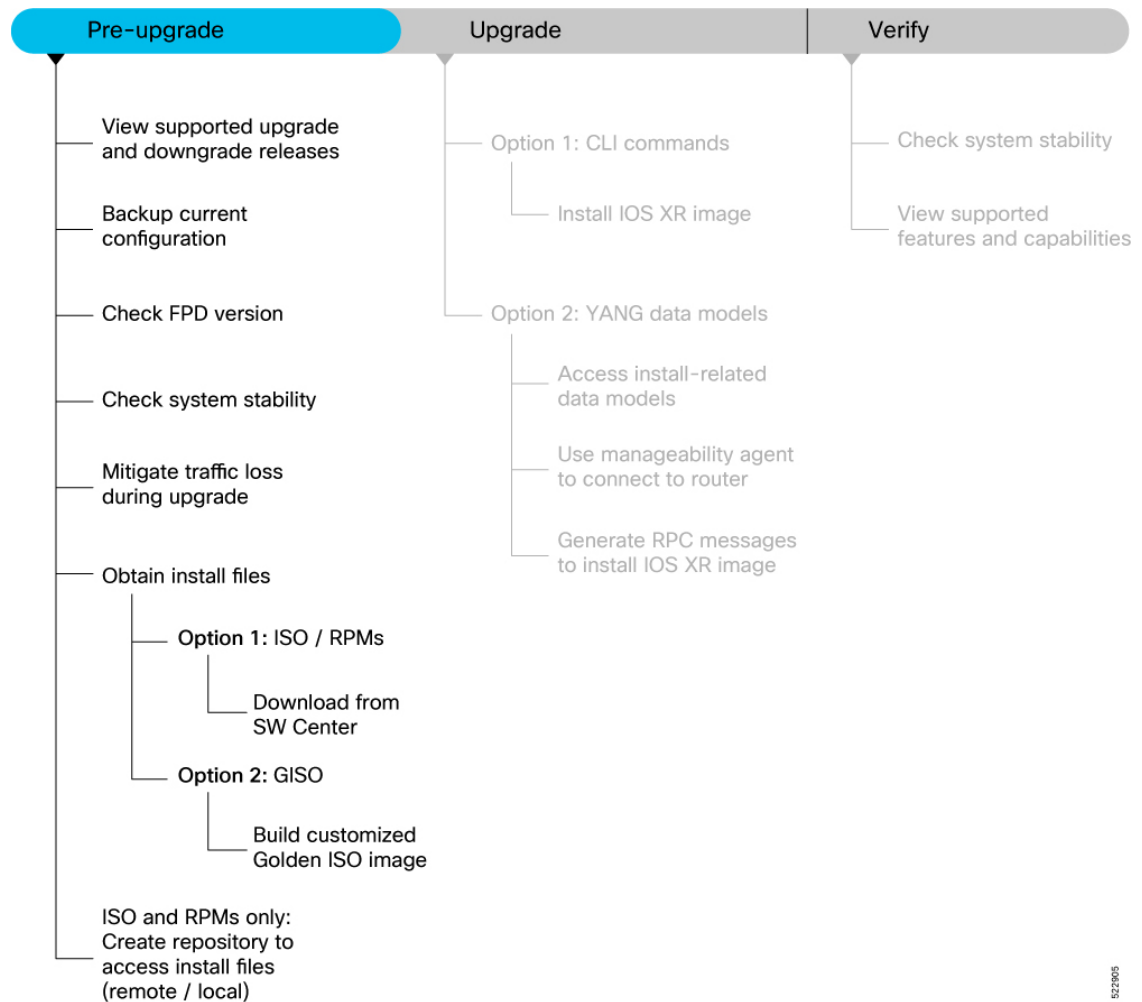 Pre-upgrade
Upgrade
Verify
View supported upgrade
and downgrade releases
Backup current
configuration
Check FPD version
Check system stability
Mitigate traffic loss
during upgrade
Obtain install files
Option 1: ISO / RPMs
Download from
SW Center
Option 2: GISO
Build customized
Golden ISO image
ISO and RPMs only:
Create repository to
access install files
(remote / local)
Option 1: CLI commands
Install IOS XR image
Option 2: YANG data models
Access install-related
data models
Use manageability agent
to connect to router
Generate RPC messages
to install IOS XR image
Check system stability
View supported
features and capabilities
522905